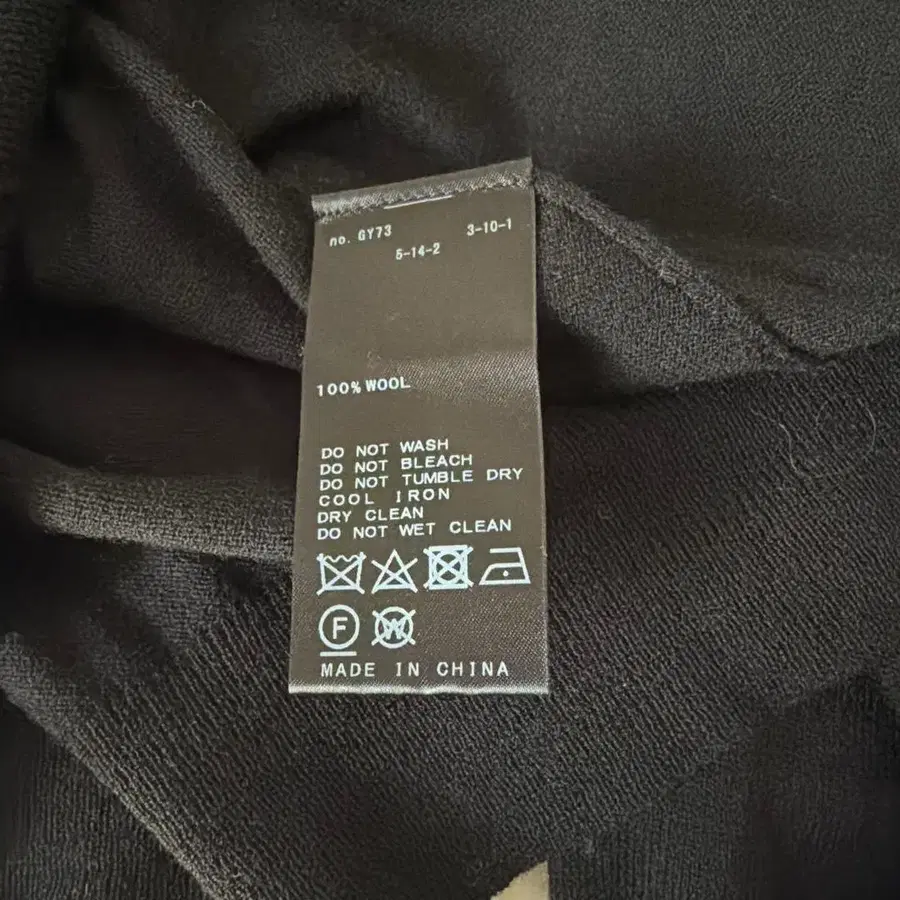 no. GY73 3-10-1
5-14-2
100% WOOL
DO NOT WASH
DO NOT BLEACH
DO NOT TUMBLE DRY
COOL IRON
DRY CLEAN
DO NOT WET CLEAN
F W
MADE IN CHINA